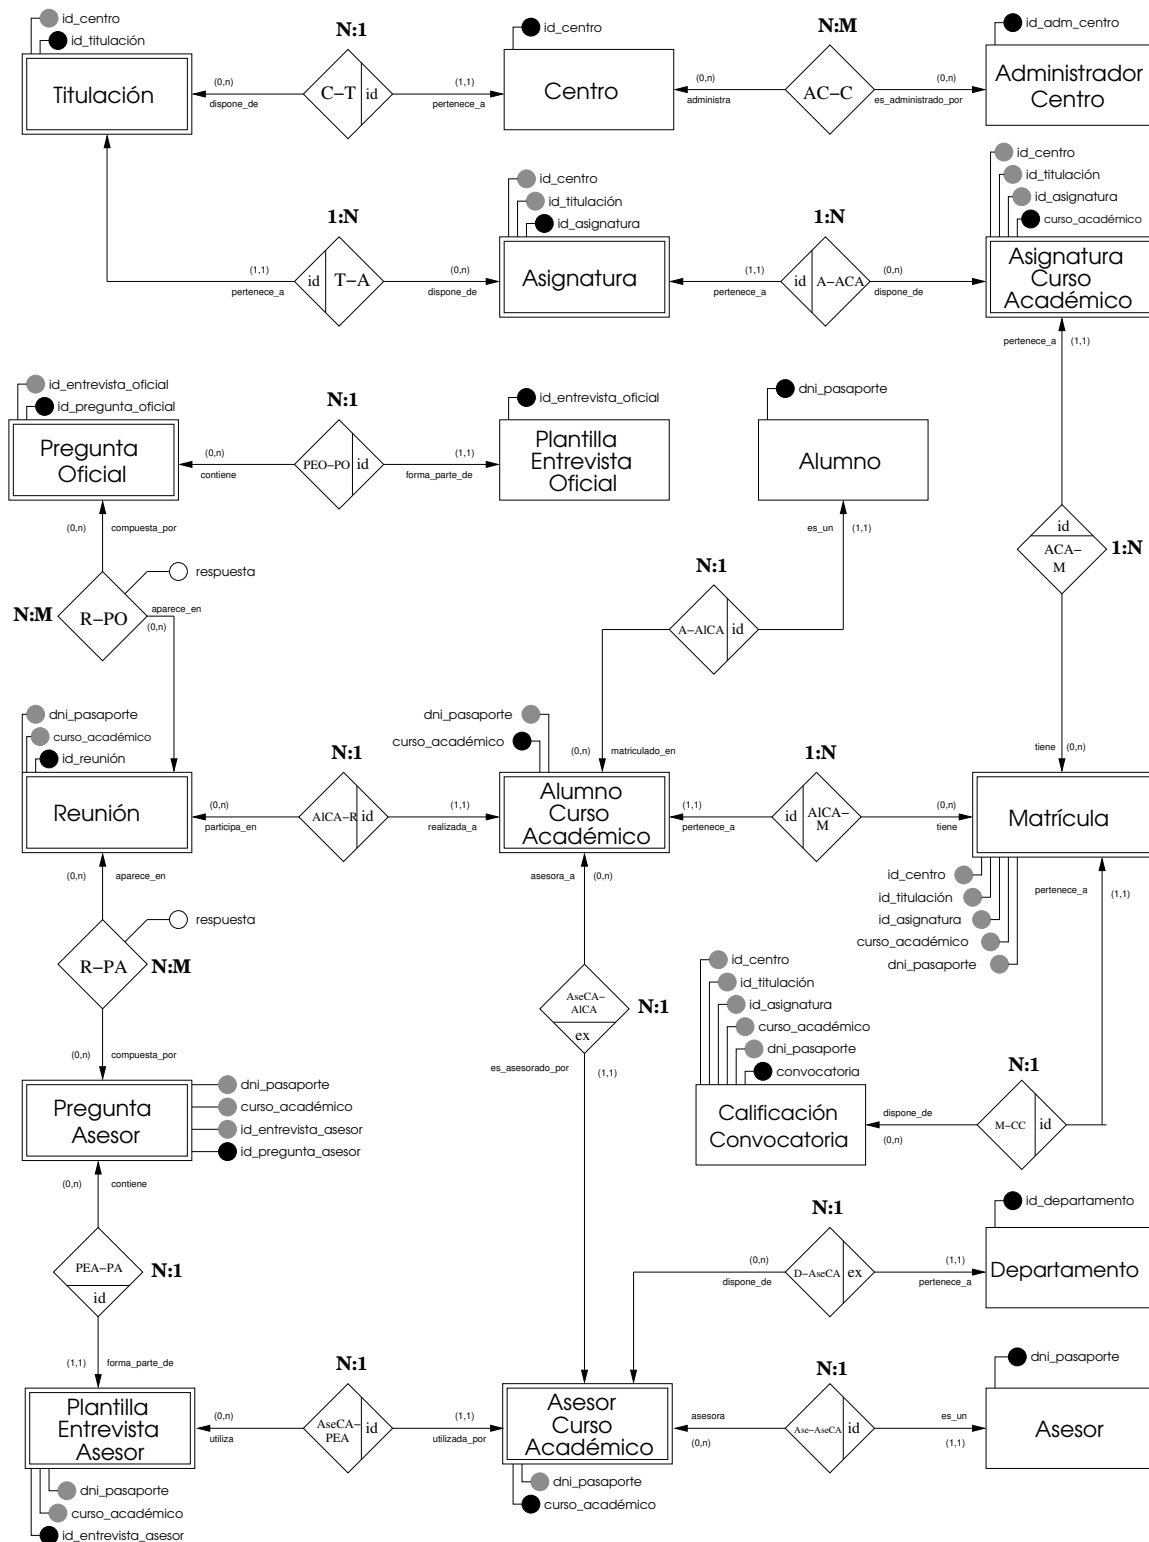 id_centro
id_titulación
Titulación
(0,n)
dispone_de
N:1
C–T
id
(1,1)
pertenece_a
id_centro
Centro
(0,n)
administra
N:M
AC–C
(0,n)
es_administrado_por
id_adm_centro
Administrador
Centro
(1,1)
pertenece_a
1:N
id
T–A
(0,n)
dispone_de
id_centro
id_titulación
id_asignatura
Asignatura
(1,1)
pertenece_a
1:N
id
A–ACA
(0,n)
dispone_de
id_centro
id_titulación
id_asignatura
curso_académico
Asignatura
Curso
Académico
pertenece_a
(1,1)
id
ACA–
M
1:N
tiene
(0,n)
id_entrevista_oficial
id_pregunta_oficial
Pregunta
Oficial
(0,n)
contiene
N:1
PEO–PO
id
(1,1)
forma_parte_de
id_entrevista_oficial
Plantilla
Entrevista
Oficial
dni_pasaporte
Alumno
es_un
(1,1)
N:1
A–AlCA
id
(0,n)
matriculado_en
(0,n)
compuesta_por
respuesta
N:M
R–PO
aparece_en
(0,n)
dni_pasaporte
curso_académico
id_reunión
Reunión
(0,n)
participa_en
N:1
AlCA–R
id
(1,1)
realizada_a
dni_pasaporte
curso_académico
Alumno
Curso
Académico
(1,1)
pertenece_a
1:N
id
AlCA–
M
(0,n)
tiene
Matrícula
id_centro
id_titulación
id_asignatura
curso_académico
dni_pasaporte
pertenece_a
(1,1)
(0,n)
aparece_en
respuesta
R–PA
N:M
(0,n)
compuesta_por
asesora_a
(0,n)
AseCA–
AlCA
ex
N:1
es_asesorado_por
(1,1)
id_centro
id_titulación
id_asignatura
curso_académico
dni_pasaporte
convocatoria
Calificación
Convocatoria
dispone_de
(0,n)
N:1
M–CC
id
Pregunta
Asesor
dni_pasaporte
curso_académico
id_entrevista_asesor
id_pregunta_asesor
(0,n)
contiene
PEA–PA
id
N:1
(1,1)
forma_parte_de
N:1
(0,n)
dispone_de
D–AseCA
ex
(1,1)
pertenece_a
id_departamento
Departamento
Plantilla
Entrevista
Asesor
dni_pasaporte
curso_académico
id_entrevista_asesor
(0,n)
utiliza
N:1
AseCA–
PEA
id
(1,1)
utilizada_por
Asesor
Curso
Académico
dni_pasaporte
curso_académico
asesora
(0,n)
N:1
Ase–AseCA
id
es_un
(1,1)
dni_pasaporte
Asesor